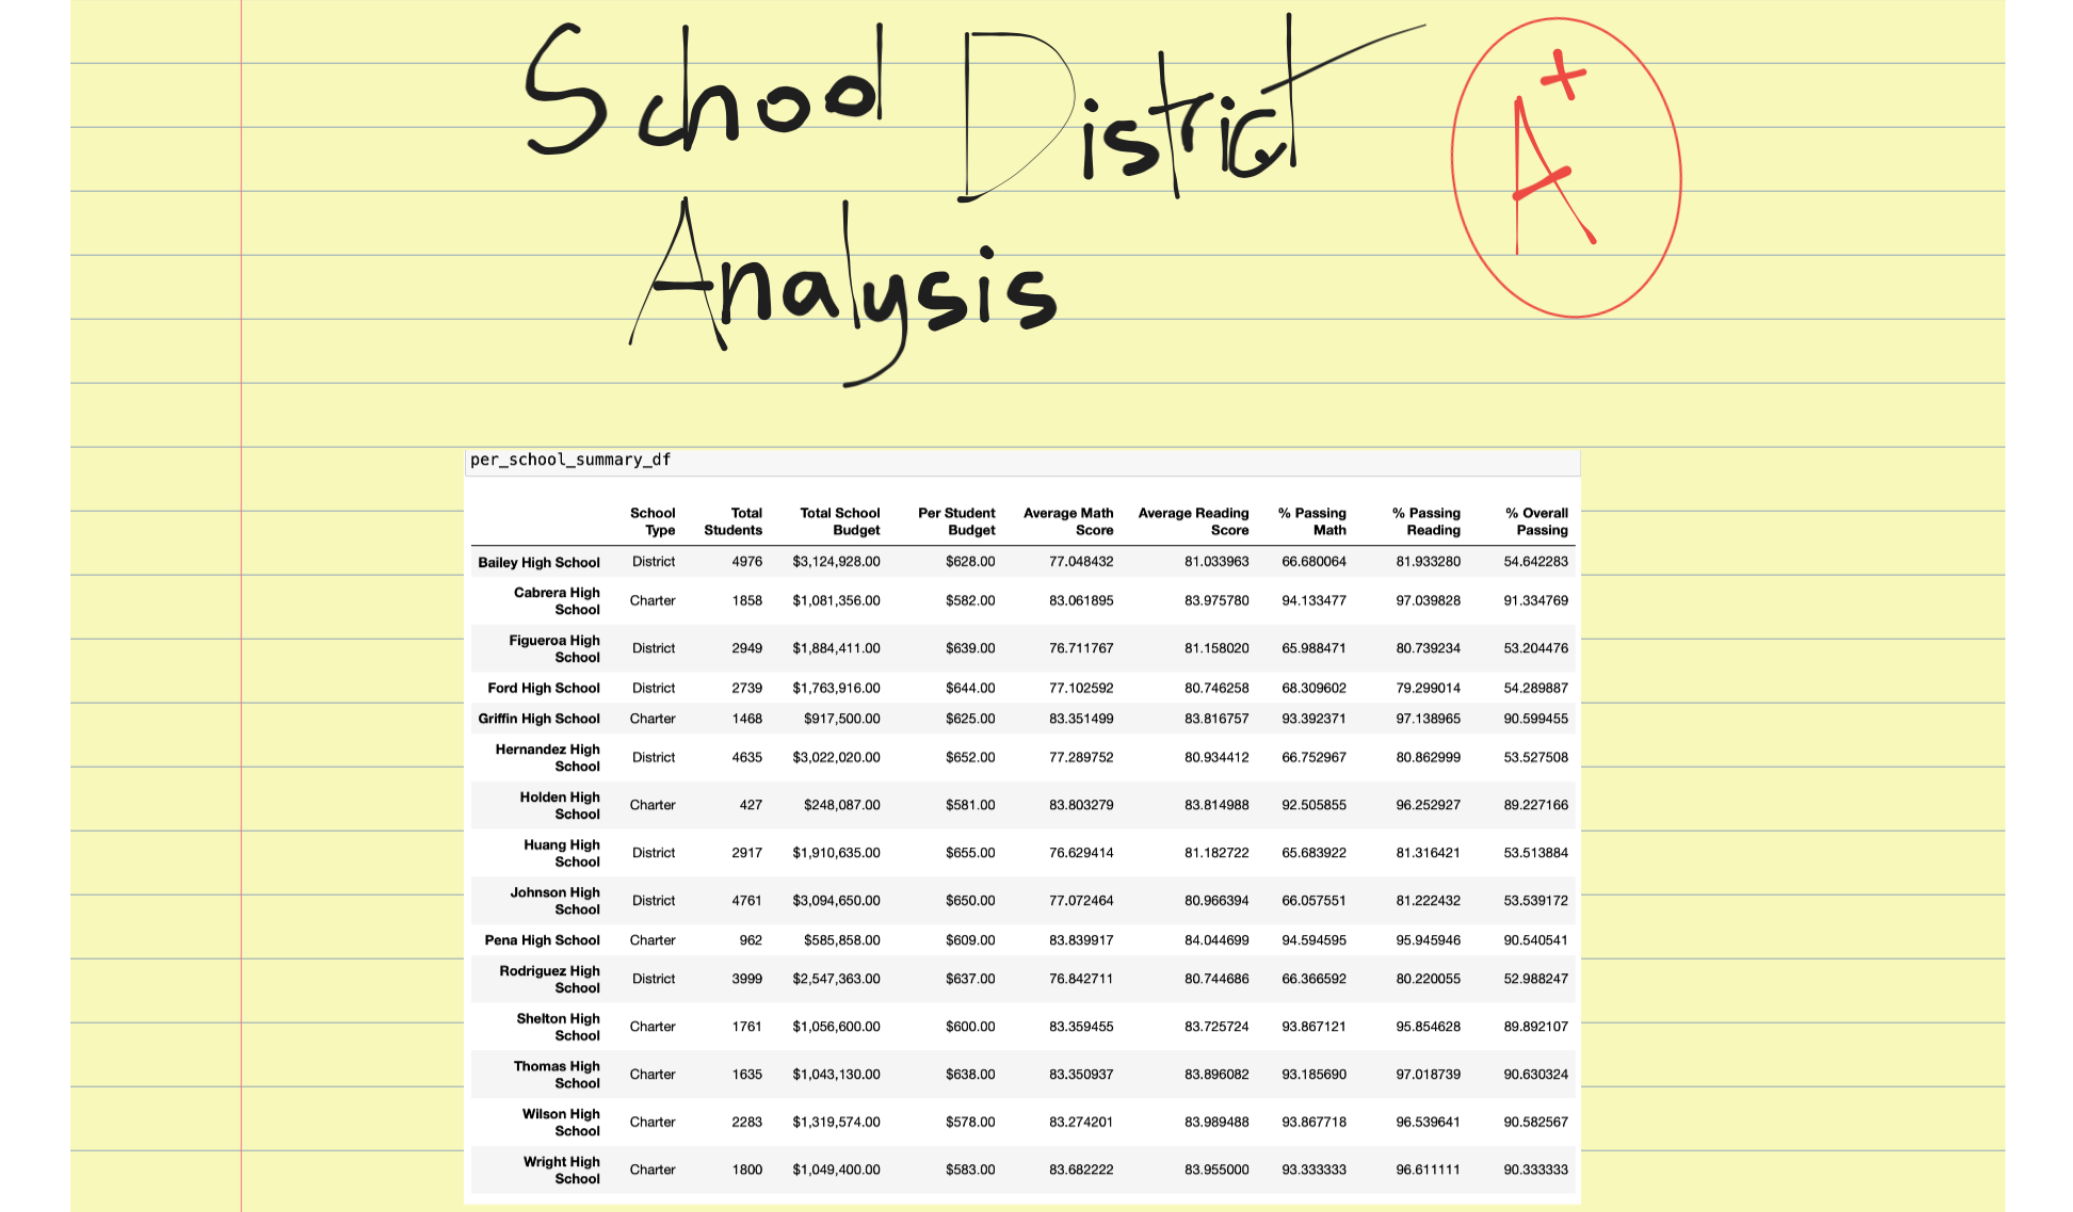 School District
A+
Analysis
per_school_summary_df
School Type Total Students Total School Budget Per Student Budget Average Math Score Average Reading Score % Passing Math % Passing Reading % Overall Passing
Bailey High School District 4976 $3,124,928.00 $628.00 77.048432 81.033963 66.680064 81.933280 54.642283
Cabrera High School Charter 1858 $1,081,356.00 $582.00 83.061895 83.975780 94.133477 97.039828 91.334769
Figueroa High School District 2949 $1,884,411.00 $639.00 76.711767 81.158020 65.988471 80.739234 53.204476
Ford High School District 2739 $1,763,916.00 $644.00 77.102592 80.746258 68.309602 79.299014 54.289887
Griffin High School Charter 1468 $917,500.00 $625.00 83.351499 83.816757 93.392371 97.138965 90.599455
Hernandez High School District 4635 $3,022,020.00 $652.00 77.289752 80.934412 66.752967 80.862999 53.527508
Holden High School Charter 427 $248,087.00 $581.00 83.803279 83.814988 92.505855 96.252927 89.227166
Huang High School District 2917 $1,910,635.00 $655.00 76.629414 81.182722 65.683922 81.316421 53.513884
Johnson High School District 4761 $3,094,650.00 $650.00 77.072464 80.966394 66.057551 81.222432 53.539172
Pena High School Charter 962 $585,858.00 $609.00 83.839917 84.044699 94.594595 95.945946 90.540541
Rodriguez High School District 3999 $2,547,363.00 $637.00 76.842711 80.744686 66.366592 80.220055 52.988247
Shelton High School Charter 1761 $1,056,600.00 $600.00 83.359455 83.725724 93.867121 95.854628 89.892107
Thomas High School Charter 1635 $1,043,130.00 $638.00 83.350937 83.896082 93.185690 97.018739 90.630324
Wilson High School Charter 2283 $1,319,574.00 $578.00 83.274201 83.989488 93.867718 96.539641 90.582567
Wright High School Charter 1800 $1,049,400.00 $583.00 83.682222 83.955000 93.333333 96.611111 90.333333